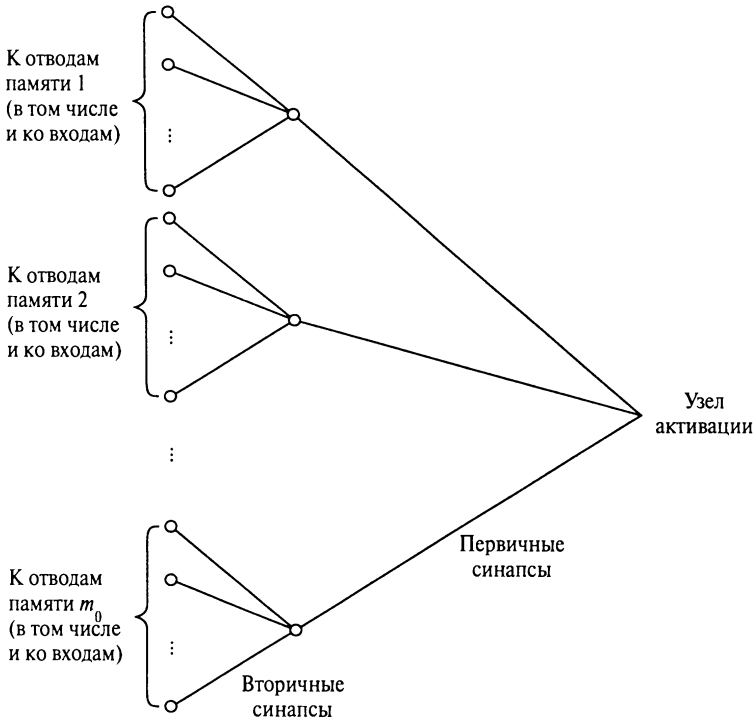 К отводам
памяти 1
(в том числе
и ко входам)
...
К отводам
памяти 2
(в том числе
и ко входам)
...
Узел
активации
...
Первичные
синапсы
К отводам
памяти m₀
(в том числе
и ко входам)
...
Вторичные
синапсы